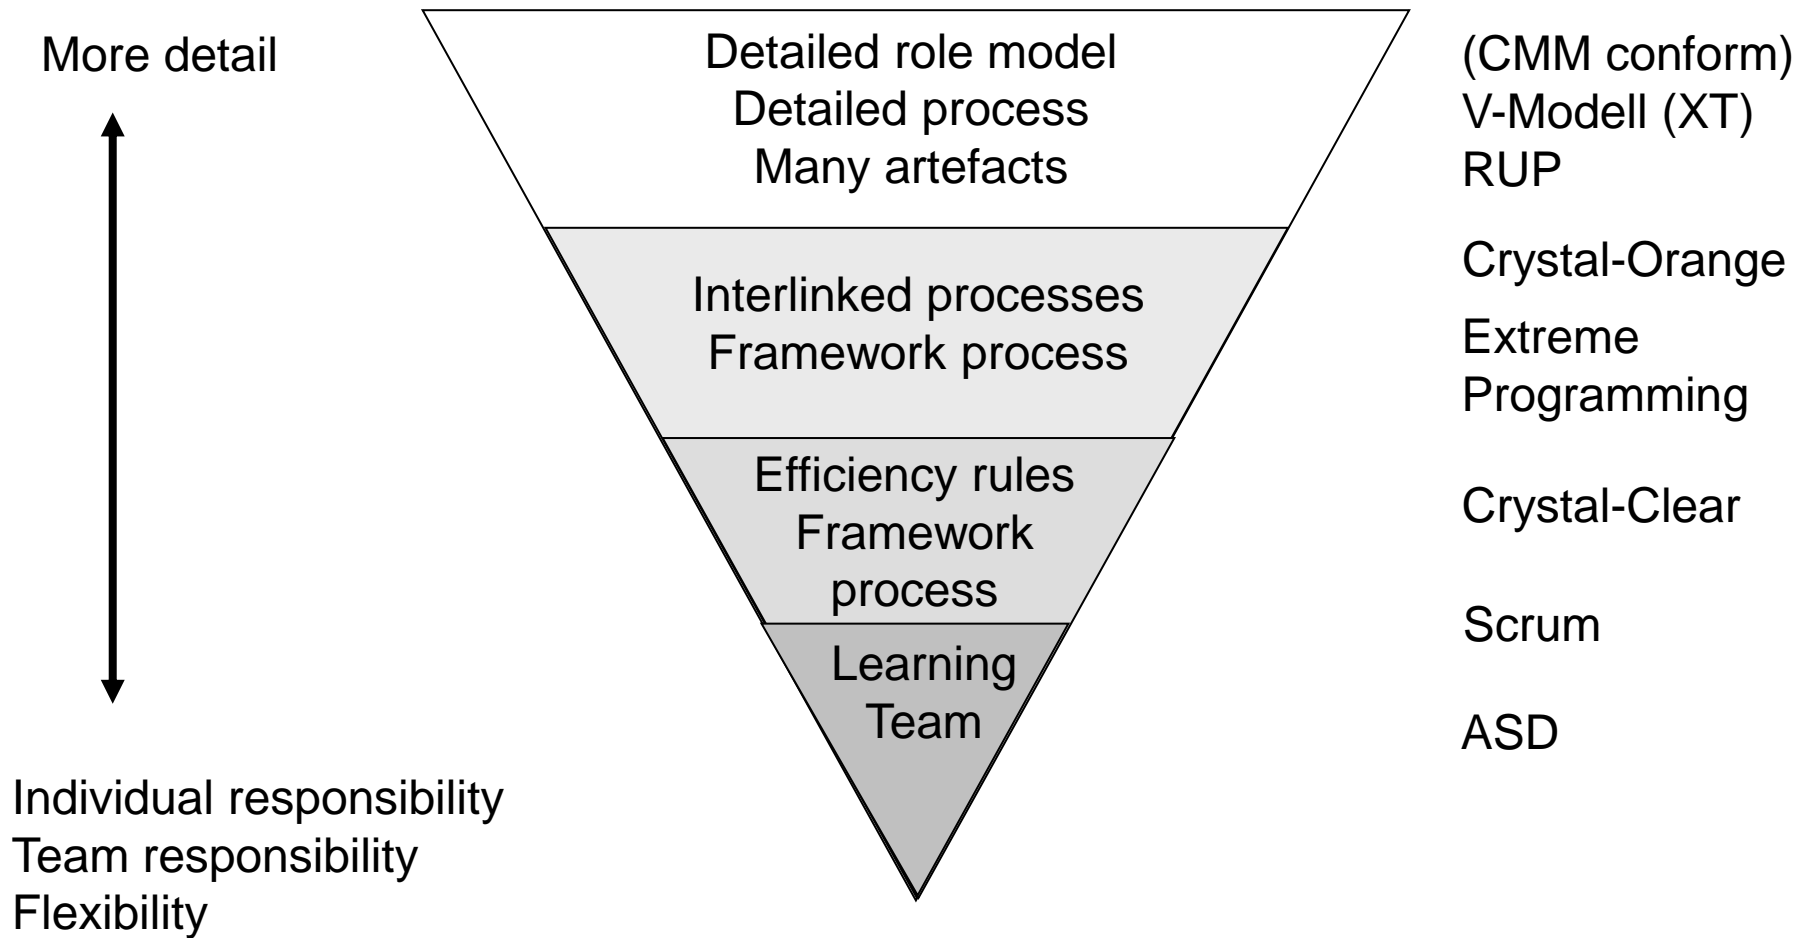 More detail
Individual responsibility
Team responsibility
Flexibility
Detailed role model
Detailed process
Many artefacts
Interlinked processes
Framework process
Efficiency rules
Framework
process
Learning
Team
(CMM conform)
V-Modell (XT)
RUP
Crystal-Orange
Extreme
Programming
Crystal-Clear
Scrum
ASD